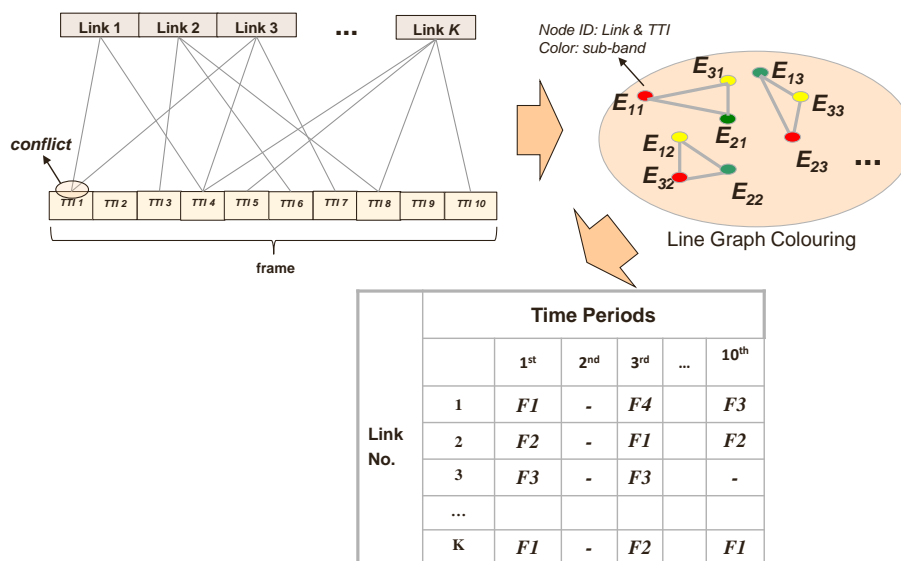 Link 1 Link 2 Link 3 ... Link K
conflict
TTI 1 TTI 2 TTI 3 TTI 4 TTI 5 TTI 6 TTI 7 TTI 8 TTI 9 TTI 10
frame
Node ID: Link & TTI
Color: sub-band
E31 E13
E11 E33
E21
E12 E23 ...
E32
E22
Line Graph Colouring
Time Periods
1st 2nd 3rd ... 10th
Link No.
1 F1 - F4 F3
2 F2 - F1 F2
3 F3 - F3 -
...
K F1 - F2 F1